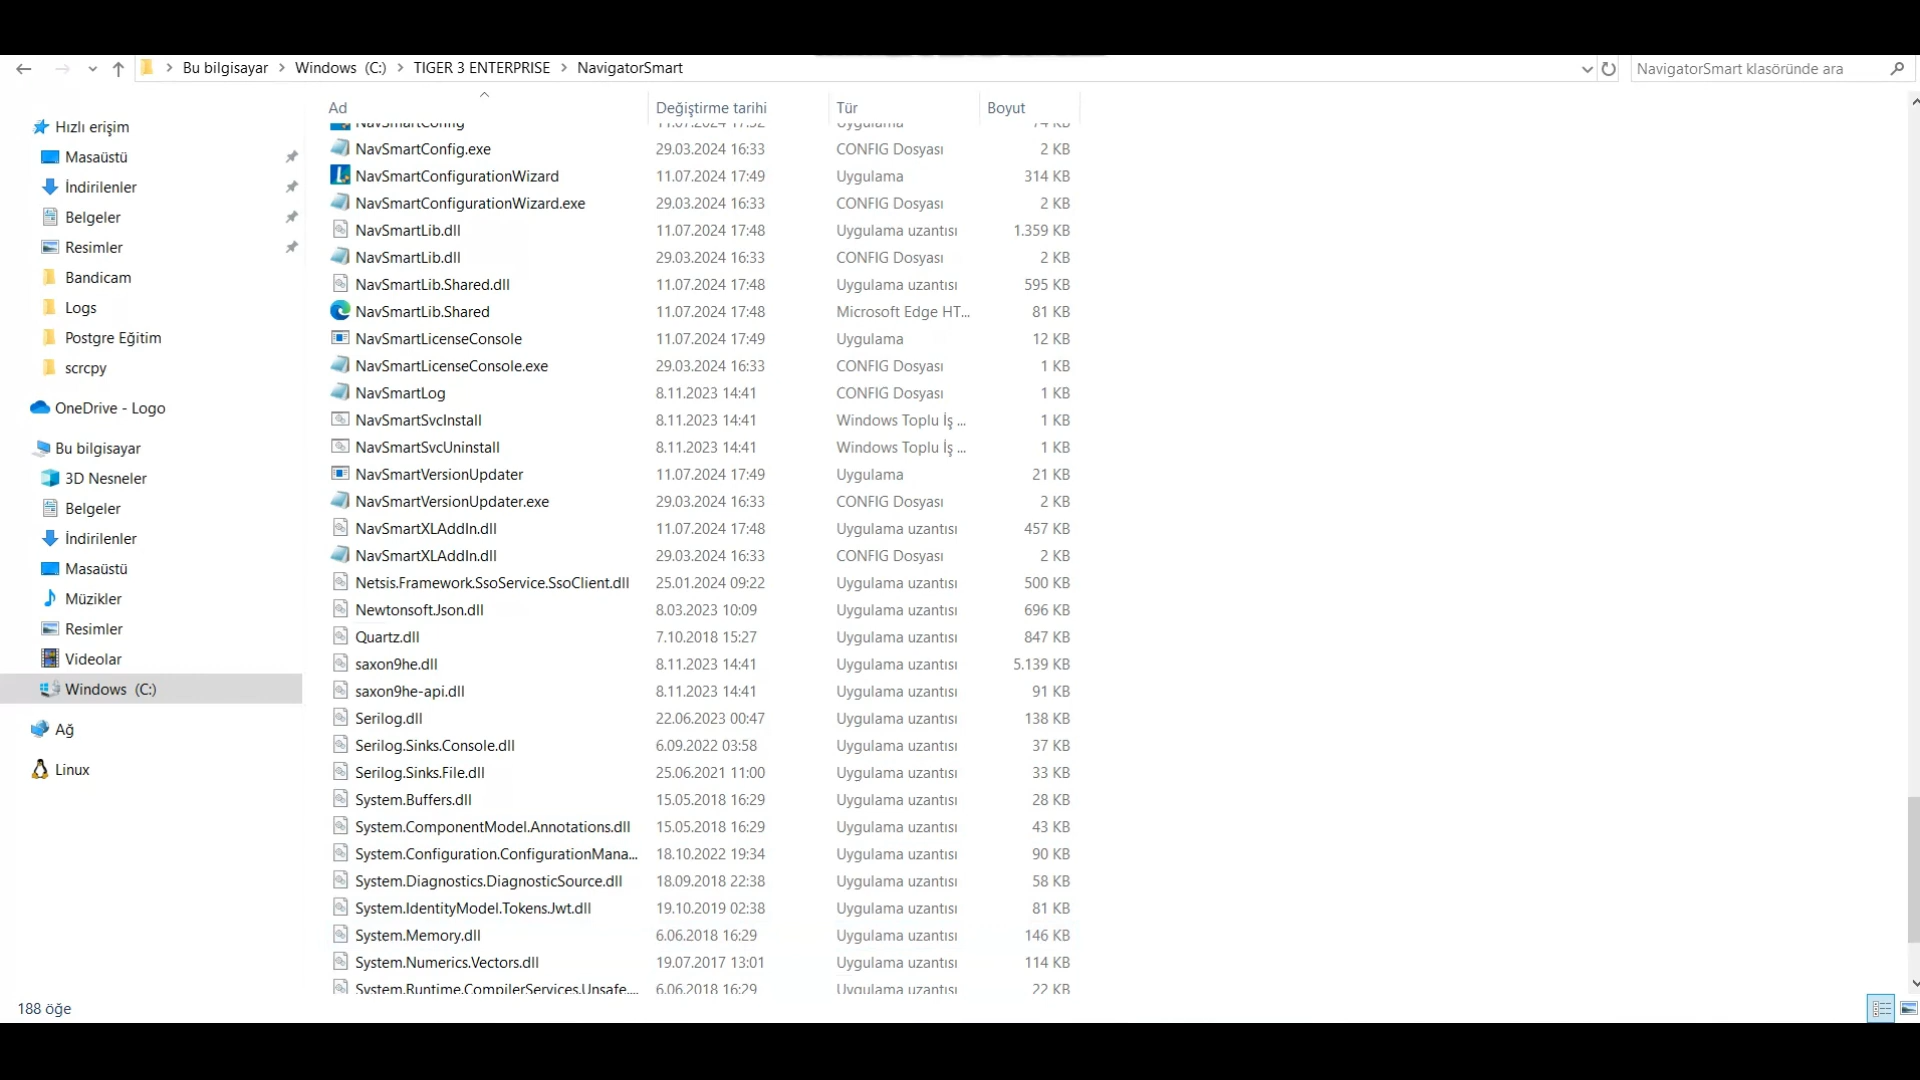 Bu bilgisayar > Windows (C:) > TIGER 3 ENTERPRISE > NavigatorSmart
NavigatorSmart klasöründe ara
Ad Değiştirme tarihi Tür Boyut
Hızlı erişim
Masaüstü
İndirilenler
Belgeler
Resimler
Bandicam
Logs
Postgre Eğitim
scrcpy
OneDrive - Logo
Bu bilgisayar
3D Nesneler
Belgeler
İndirilenler
Masaüstü
Müzikler
Resimler
Videolar
Windows (C:)
Ağ
Linux
NavSmartConfig 11.07.2024 17:52 Uygulama 74 KB
NavSmartConfig.exe 29.03.2024 16:33 CONFIG Dosyası 2 KB
NavSmartConfigurationWizard 11.07.2024 17:49 Uygulama 314 KB
NavSmartConfigurationWizard.exe 29.03.2024 16:33 CONFIG Dosyası 2 KB
NavSmartLib.dll 11.07.2024 17:48 Uygulama uzantısı 1.359 KB
NavSmartLib.dll 29.03.2024 16:33 CONFIG Dosyası 2 KB
NavSmartLib.Shared.dll 11.07.2024 17:48 Uygulama uzantısı 595 KB
NavSmartLib.Shared 11.07.2024 17:48 Microsoft Edge HT... 81 KB
NavSmartLicenseConsole 11.07.2024 17:49 Uygulama 12 KB
NavSmartLicenseConsole.exe 29.03.2024 16:33 CONFIG Dosyası 1 KB
NavSmartLog 8.11.2023 14:41 CONFIG Dosyası 1 KB
NavSmartSvcInstall 8.11.2023 14:41 Windows Toplu İş ... 1 KB
NavSmartSvcUninstall 8.11.2023 14:41 Windows Toplu İş ... 1 KB
NavSmartVersionUpdater 11.07.2024 17:49 Uygulama 21 KB
NavSmartVersionUpdater.exe 29.03.2024 16:33 CONFIG Dosyası 2 KB
NavSmartXLAddIn.dll 11.07.2024 17:48 Uygulama uzantısı 457 KB
NavSmartXLAddIn.dll 29.03.2024 16:33 CONFIG Dosyası 2 KB
Netsis.Framework.SsoService.SsoClient.dll 25.01.2024 09:22 Uygulama uzantısı 500 KB
Newtonsoft.Json.dll 8.03.2023 10:09 Uygulama uzantısı 696 KB
Quartz.dll 7.10.2018 15:27 Uygulama uzantısı 847 KB
saxon9he.dll 8.11.2023 14:41 Uygulama uzantısı 5.139 KB
saxon9he-api.dll 8.11.2023 14:41 Uygulama uzantısı 91 KB
Serilog.dll 22.06.2023 00:47 Uygulama uzantısı 138 KB
Serilog.Sinks.Console.dll 6.09.2022 03:58 Uygulama uzantısı 37 KB
Serilog.Sinks.File.dll 25.06.2021 11:00 Uygulama uzantısı 33 KB
System.Buffers.dll 15.05.2018 16:29 Uygulama uzantısı 28 KB
System.ComponentModel.Annotations.dll 15.05.2018 16:29 Uygulama uzantısı 43 KB
System.Configuration.ConfigurationMana... 18.10.2022 19:34 Uygulama uzantısı 90 KB
System.Diagnostics.DiagnosticSource.dll 18.09.2018 22:38 Uygulama uzantısı 58 KB
System.IdentityModel.Tokens.Jwt.dll 19.10.2019 02:38 Uygulama uzantısı 81 KB
System.Memory.dll 6.06.2018 16:29 Uygulama uzantısı 146 KB
System.Numerics.Vectors.dll 19.07.2017 13:01 Uygulama uzantısı 114 KB
System.Runtime.CompilerServices.Unsafe.... 6.06.2018 16:29 Uygulama uzantısı 22 KB
188 öğe